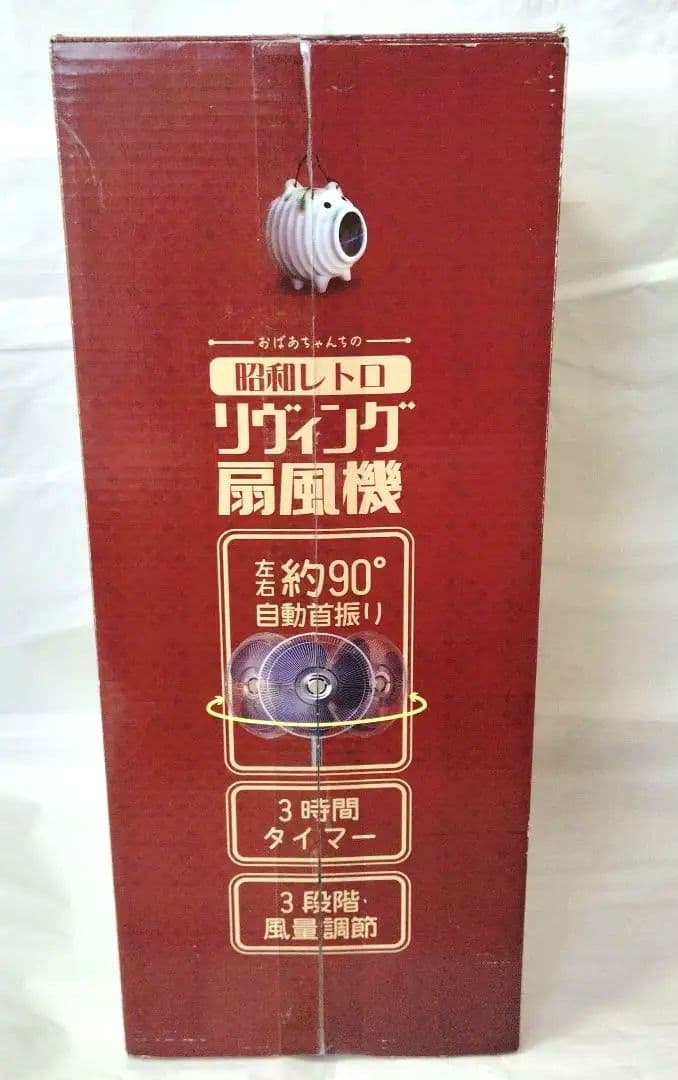 おばあちゃんちの
昭和レトロ
リヴィング
扇風機
左右約90°
自動首振り
3時間
タイマー
3段階
風量調節